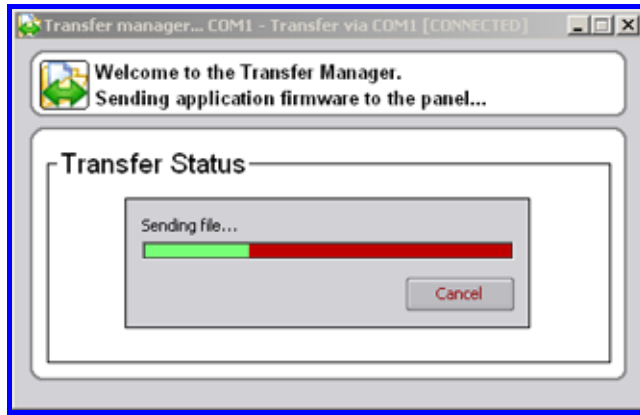 Transfer manager... COM1 - Transfer via COM1 [CONNECTED]
Welcome to the Transfer Manager.
Sending application firmware to the panel...
Transfer Status
Sending file...
Cancel